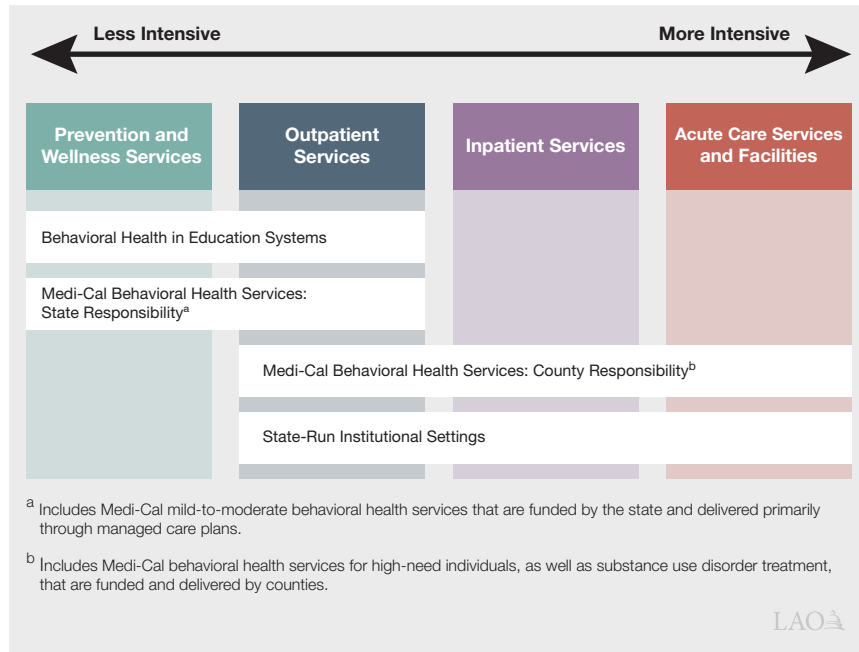 Less Intensive
More Intensive
Prevention and
Wellness Services
Outpatient
Services
Inpatient Services
Acute Care Services
and Facilities
Behavioral Health in Education Systems
Medi-Cal Behavioral Health Services:
State Responsibilityᵃ
Medi-Cal Behavioral Health Services: County Responsibilityᵇ
State-Run Institutional Settings
ᵃ Includes Medi-Cal mild-to-moderate behavioral health services that are funded by the state and delivered primarily
through managed care plans.
ᵇ Includes Medi-Cal behavioral health services for high-need individuals, as well as substance use disorder treatment,
that are funded and delivered by counties.
LAO